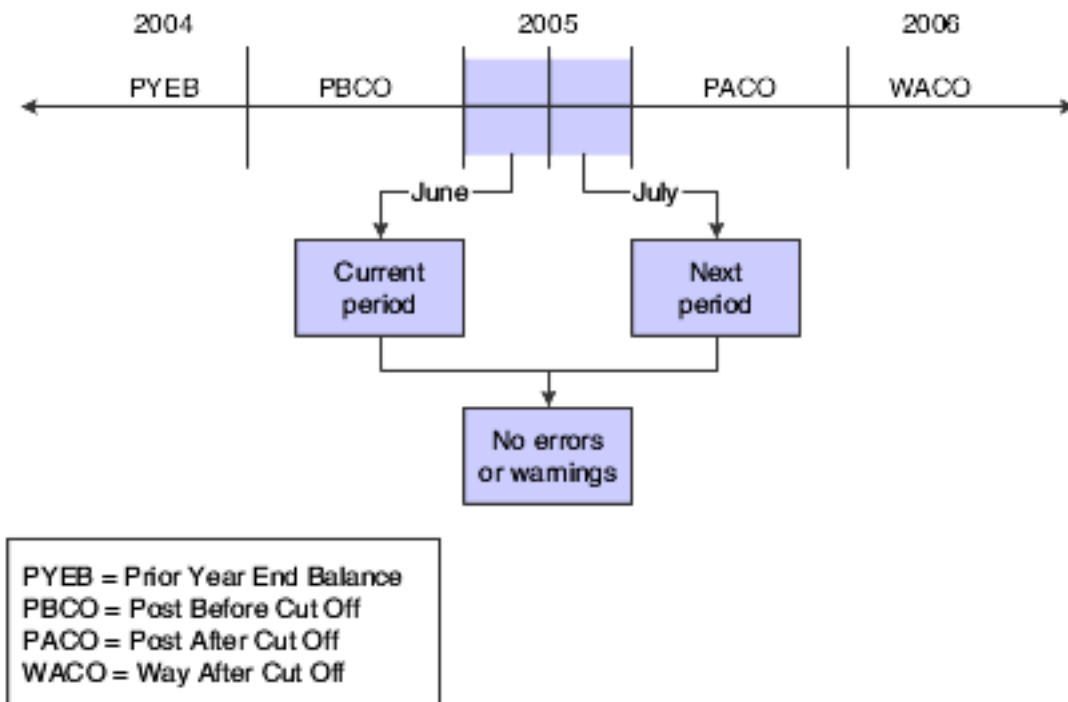 2004 2005 2006
PYEB PBCO PACO WACO
June July
Current
period
Next
period
No errors
or warnings
PYEB = Prior Year End Balance
PBCO = Post Before Cut Off
PACO = Post After Cut Off
WACO = Way After Cut Off